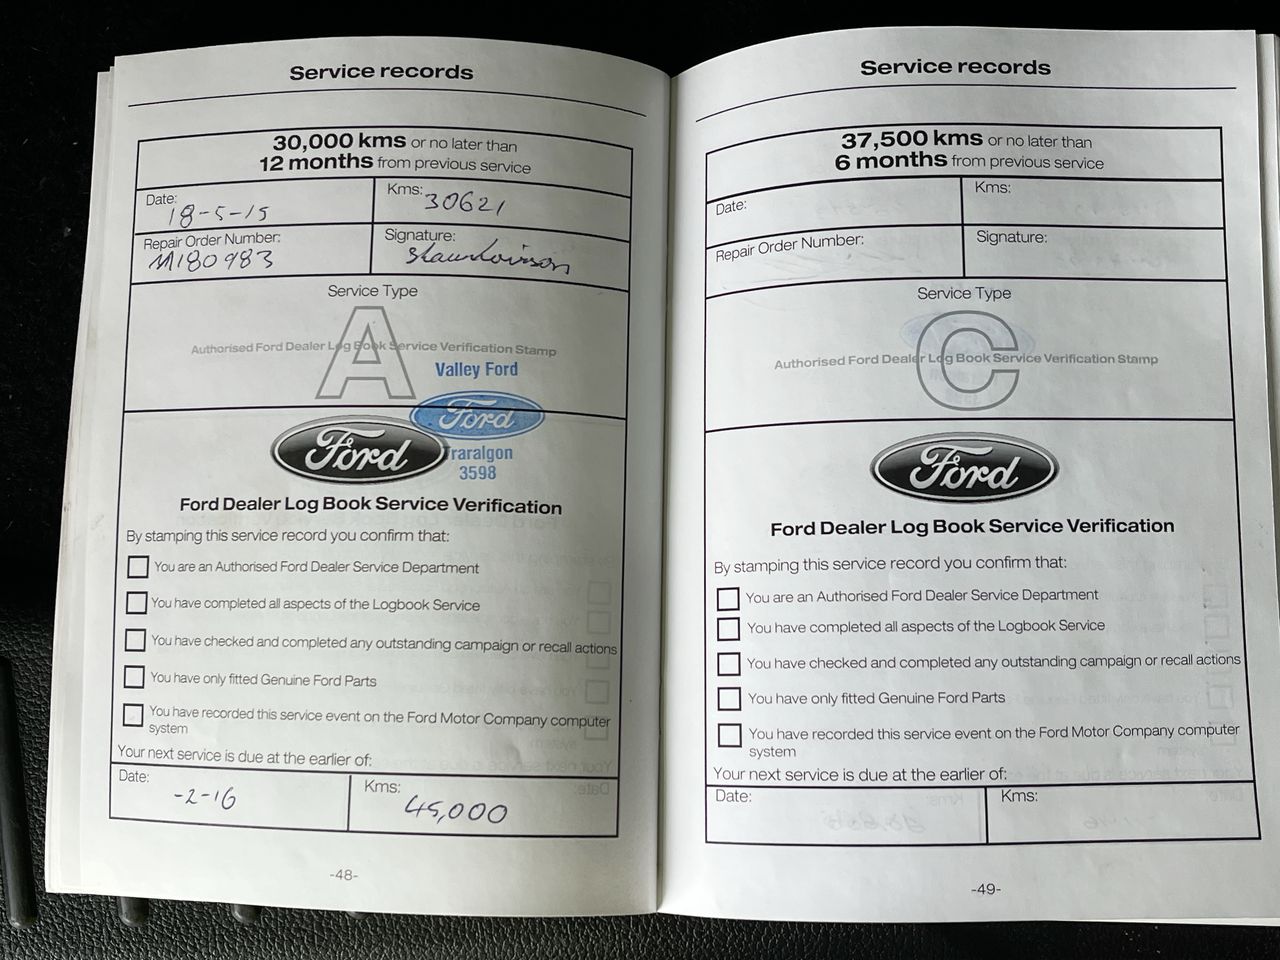 Service records
30,000 kms or no later than
12 months from previous service
Date: 18-5-15
Kms: 30621
Repair Order Number: M180983
Signature:
Service Type
A
Authorised Ford Dealer Log Book Service Verification Stamp
Valley Ford
Ford
Ford
Traralgon
3598
Ford Dealer Log Book Service Verification
By stamping this service record you confirm that:
You are an Authorised Ford Dealer Service Department
You have completed all aspects of the Logbook Service
You have checked and completed any outstanding campaign or recall actions
You have only fitted Genuine Ford Parts
You have recorded this service event on the Ford Motor Company computer
system
Your next service is due at the earlier of:
Date: -2-16
Kms: 45,000
-48-
Service records
37,500 kms or no later than
6 months from previous service
Date:
Kms:
Repair Order Number:
Signature:
Service Type
C
Authorised Ford Dealer Log Book Service Verification Stamp
Ford
Ford Dealer Log Book Service Verification
By stamping this service record you confirm that:
You are an Authorised Ford Dealer Service Department
You have completed all aspects of the Logbook Service
You have checked and completed any outstanding campaign or recall actions
You have only fitted Genuine Ford Parts
You have recorded this service event on the Ford Motor Company computer
system
Your next service is due at the earlier of:
Date:
Kms:
-49-